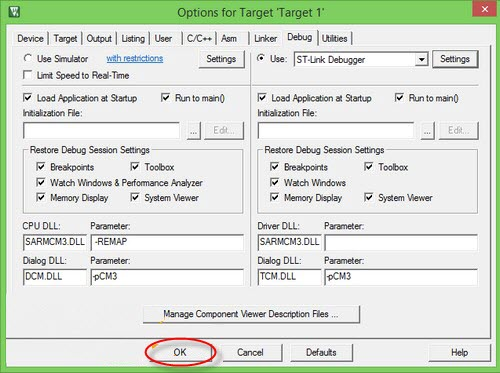 Options for Target 'Target 1'
Device Target Output Listing User C/C++ Asm Linker Debug Utilities
Use Simulator with restrictions Settings
Limit Speed to Real-Time
Use: ST-Link Debugger Settings
Load Application at Startup Run to main()
Initialization File:
... Edit...
Load Application at Startup Run to main()
Initialization File:
... Edit...
Restore Debug Session Settings
Breakpoints Toolbox
Watch Windows & Performance Analyzer
Memory Display System Viewer
Restore Debug Session Settings
Breakpoints Toolbox
Watch Windows
Memory Display System Viewer
CPU DLL: Parameter:
SARMCM3.DLL -REMAP
Dialog DLL: Parameter:
DCM.DLL -pCM3
Driver DLL: Parameter:
SARMCM3.DLL
Dialog DLL: Parameter:
TCM.DLL -pCM3
Manage Component Viewer Description Files ...
OK Cancel Defaults Help